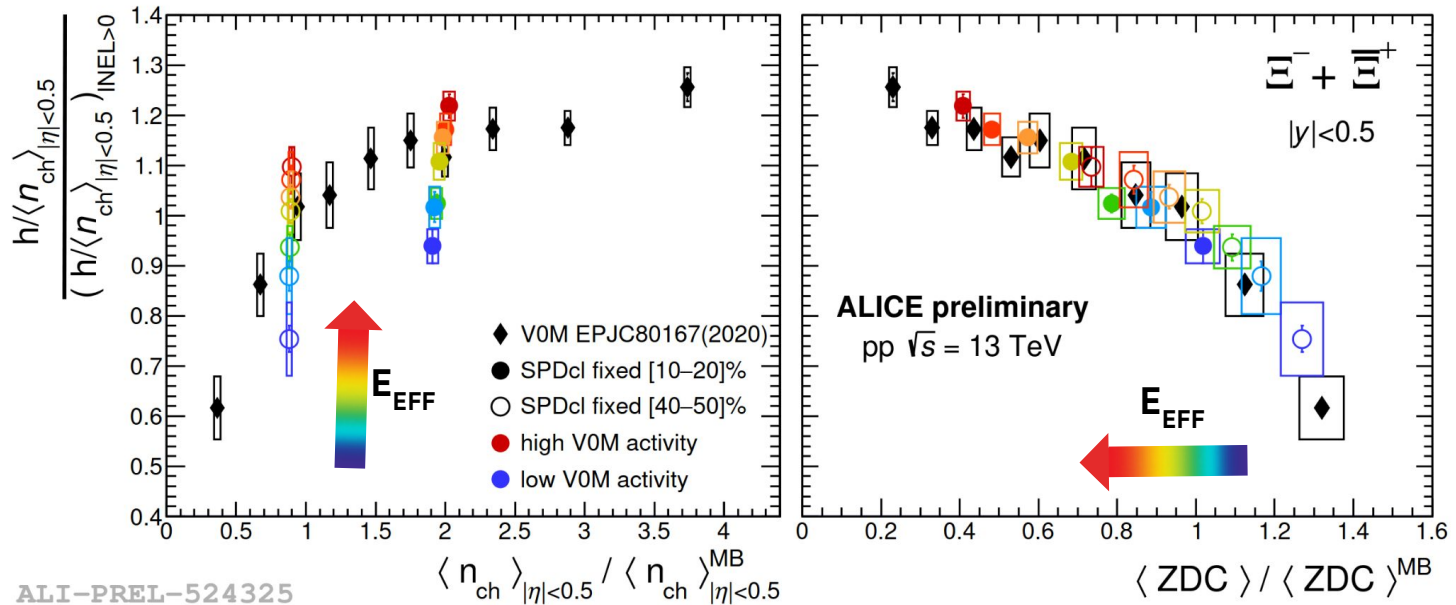 h/⟨n_ch⟩_|η|<0.5
(h/⟨n_ch⟩_|η|<0.5)_INEL>0
1.4
1.3
1.2
1.1
1
0.9
0.8
0.7
0.6
0.5
0.4
E_EFF
V0M EPJC80167(2020)
SPDcl fixed [10–20]%
SPDcl fixed [40–50]%
high V0M activity
low V0M activity
0 0.5 1 1.5 2 2.5 3 3.5 4
⟨n_ch⟩_|η|<0.5 / ⟨n_ch⟩^MB_|η|<0.5
Ξ⁻ + Ξ̅⁺
|y|<0.5
ALICE preliminary
pp √s = 13 TeV
E_EFF
0 0.2 0.4 0.6 0.8 1 1.2 1.4 1.6
⟨ZDC⟩/⟨ZDC⟩^MB
ALI-PREL-524325